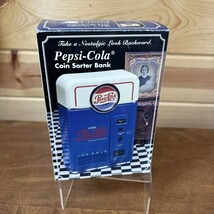 Take a Nostalgic Look Backward.
Pepsi-Cola®
Coin Sorter Bank
Pepsi-Cola